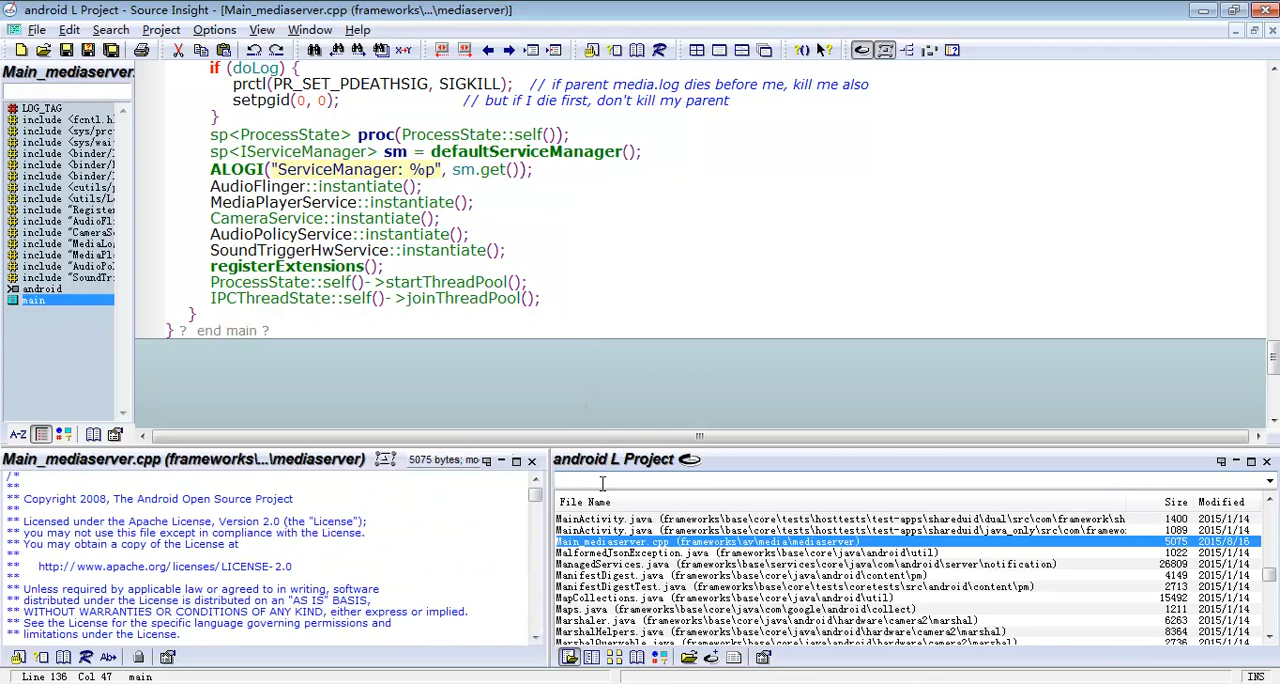 android L Project - Source Insight - [Main_mediaserver.cpp (frameworks\...\mediaserver)]
File Edit Search Project Options View Window Help
Main_mediaserver.
LOG_TAG
include <fcntl.h
include <sys/prc
include <sys/wai
include <binder/
include <binder/
include <binder/
include <cutils/p
include <utils/L
include "Registe
include "AudioFl
include "CameraS
include "MediaLo
include "MediaPl
include "AudioPo
include "SoundTri
android
main
if (doLog) {
prctl(PR_SET_PDEATHSIG, SIGKILL); // if parent media.log dies before me, kill me also
setpgid(0, 0); // but if I die first, don't kill my parent
}
sp<ProcessState> proc(ProcessState::self());
sp<IServiceManager> sm = defaultServiceManager();
ALOGI("ServiceManager: %p", sm.get());
AudioFlinger::instantiate();
MediaPlayerService::instantiate();
CameraService::instantiate();
AudioPolicyService::instantiate();
SoundTriggerHwService::instantiate();
registerExtensions();
ProcessState::self()->startThreadPool();
IPCThreadState::self()->joinThreadPool();
}
} ? end main ?
A-Z
Main_mediaserver.cpp (frameworks\...\mediaserver) 5075 bytes; mo
/*
**
** Copyright 2008, The Android Open Source Project
**
** Licensed under the Apache License, Version 2.0 (the "License");
** you may not use this file except in compliance with the License.
** You may obtain a copy of the License at
**
** http://www.apache.org/licenses/LICENSE-2.0
**
** Unless required by applicable law or agreed to in writing, software
** distributed under the License is distributed on an "AS IS" BASIS,
** WITHOUT WARRANTIES OR CONDITIONS OF ANY KIND, either express or implied.
** See the License for the specific language governing permissions and
** limitations under the License.
android L Project
File Name Size Modified
MainActivity.java (frameworks\base\core\tests\hosttests\test-apps\shareduid\dual\src\com\framework\sh 1400 2015/1/14
MainActivity.java (frameworks\base\core\tests\hosttests\test-apps\shareduid\java_only\src\com\framewo 1089 2015/1/14
Main_mediaserver.cpp (frameworks\av\media\mediaserver) 5075 2015/8/16
MalformedJsonException.java (frameworks\base\core\java\android\util) 1022 2015/1/14
ManagedServices.java (frameworks\base\services\core\java\com\android\server\notification) 26809 2015/1/14
ManifestDigest.java (frameworks\base\core\java\android\content\pm) 4149 2015/1/14
ManifestDigestTest.java (frameworks\base\core\tests\coretests\src\android\content\pm) 2713 2015/1/14
MapCollections.java (frameworks\base\core\java\android\util) 15492 2015/1/14
Maps.java (frameworks\base\core\java\com\google\android\collect) 1211 2015/1/14
Marshaler.java (frameworks\base\core\java\android\hardware\camera2\marshal) 6263 2015/1/14
MarshalHelpers.java (frameworks\base\core\java\android\hardware\camera2\marshal) 8364 2015/1/14
MarshalQueryable.java (frameworks\base\core\java\android\hardware\camera2\marshal) 2736 2015/1/14
Line 136 Col 47 main INS